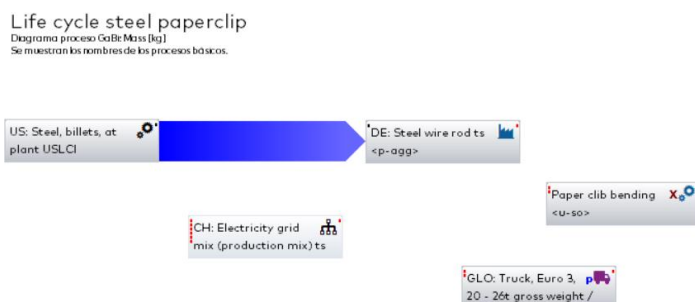 Life cycle steel paperclip
Diagrama proceso GaBi: Mass [kg]
Se muestran los nombres de los procesos básicos.
US: Steel, billets, at
plant USLCI
DE: Steel wire rod ts
<p-agg>
Paper clib bending X
<u-so>
CH: Electricity grid
mix (production mix) ts
GLO: Truck, Euro 3, p
20 - 26t gross weight /